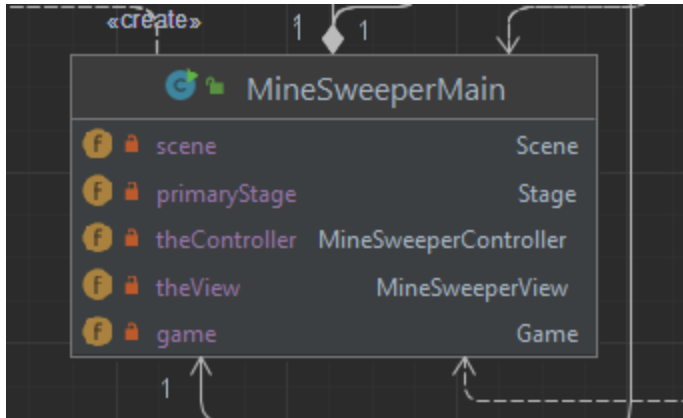 «create»
1 1
MineSweeperMain
scene Scene
primaryStage Stage
theController MineSweeperController
theView MineSweeperView
game Game
1